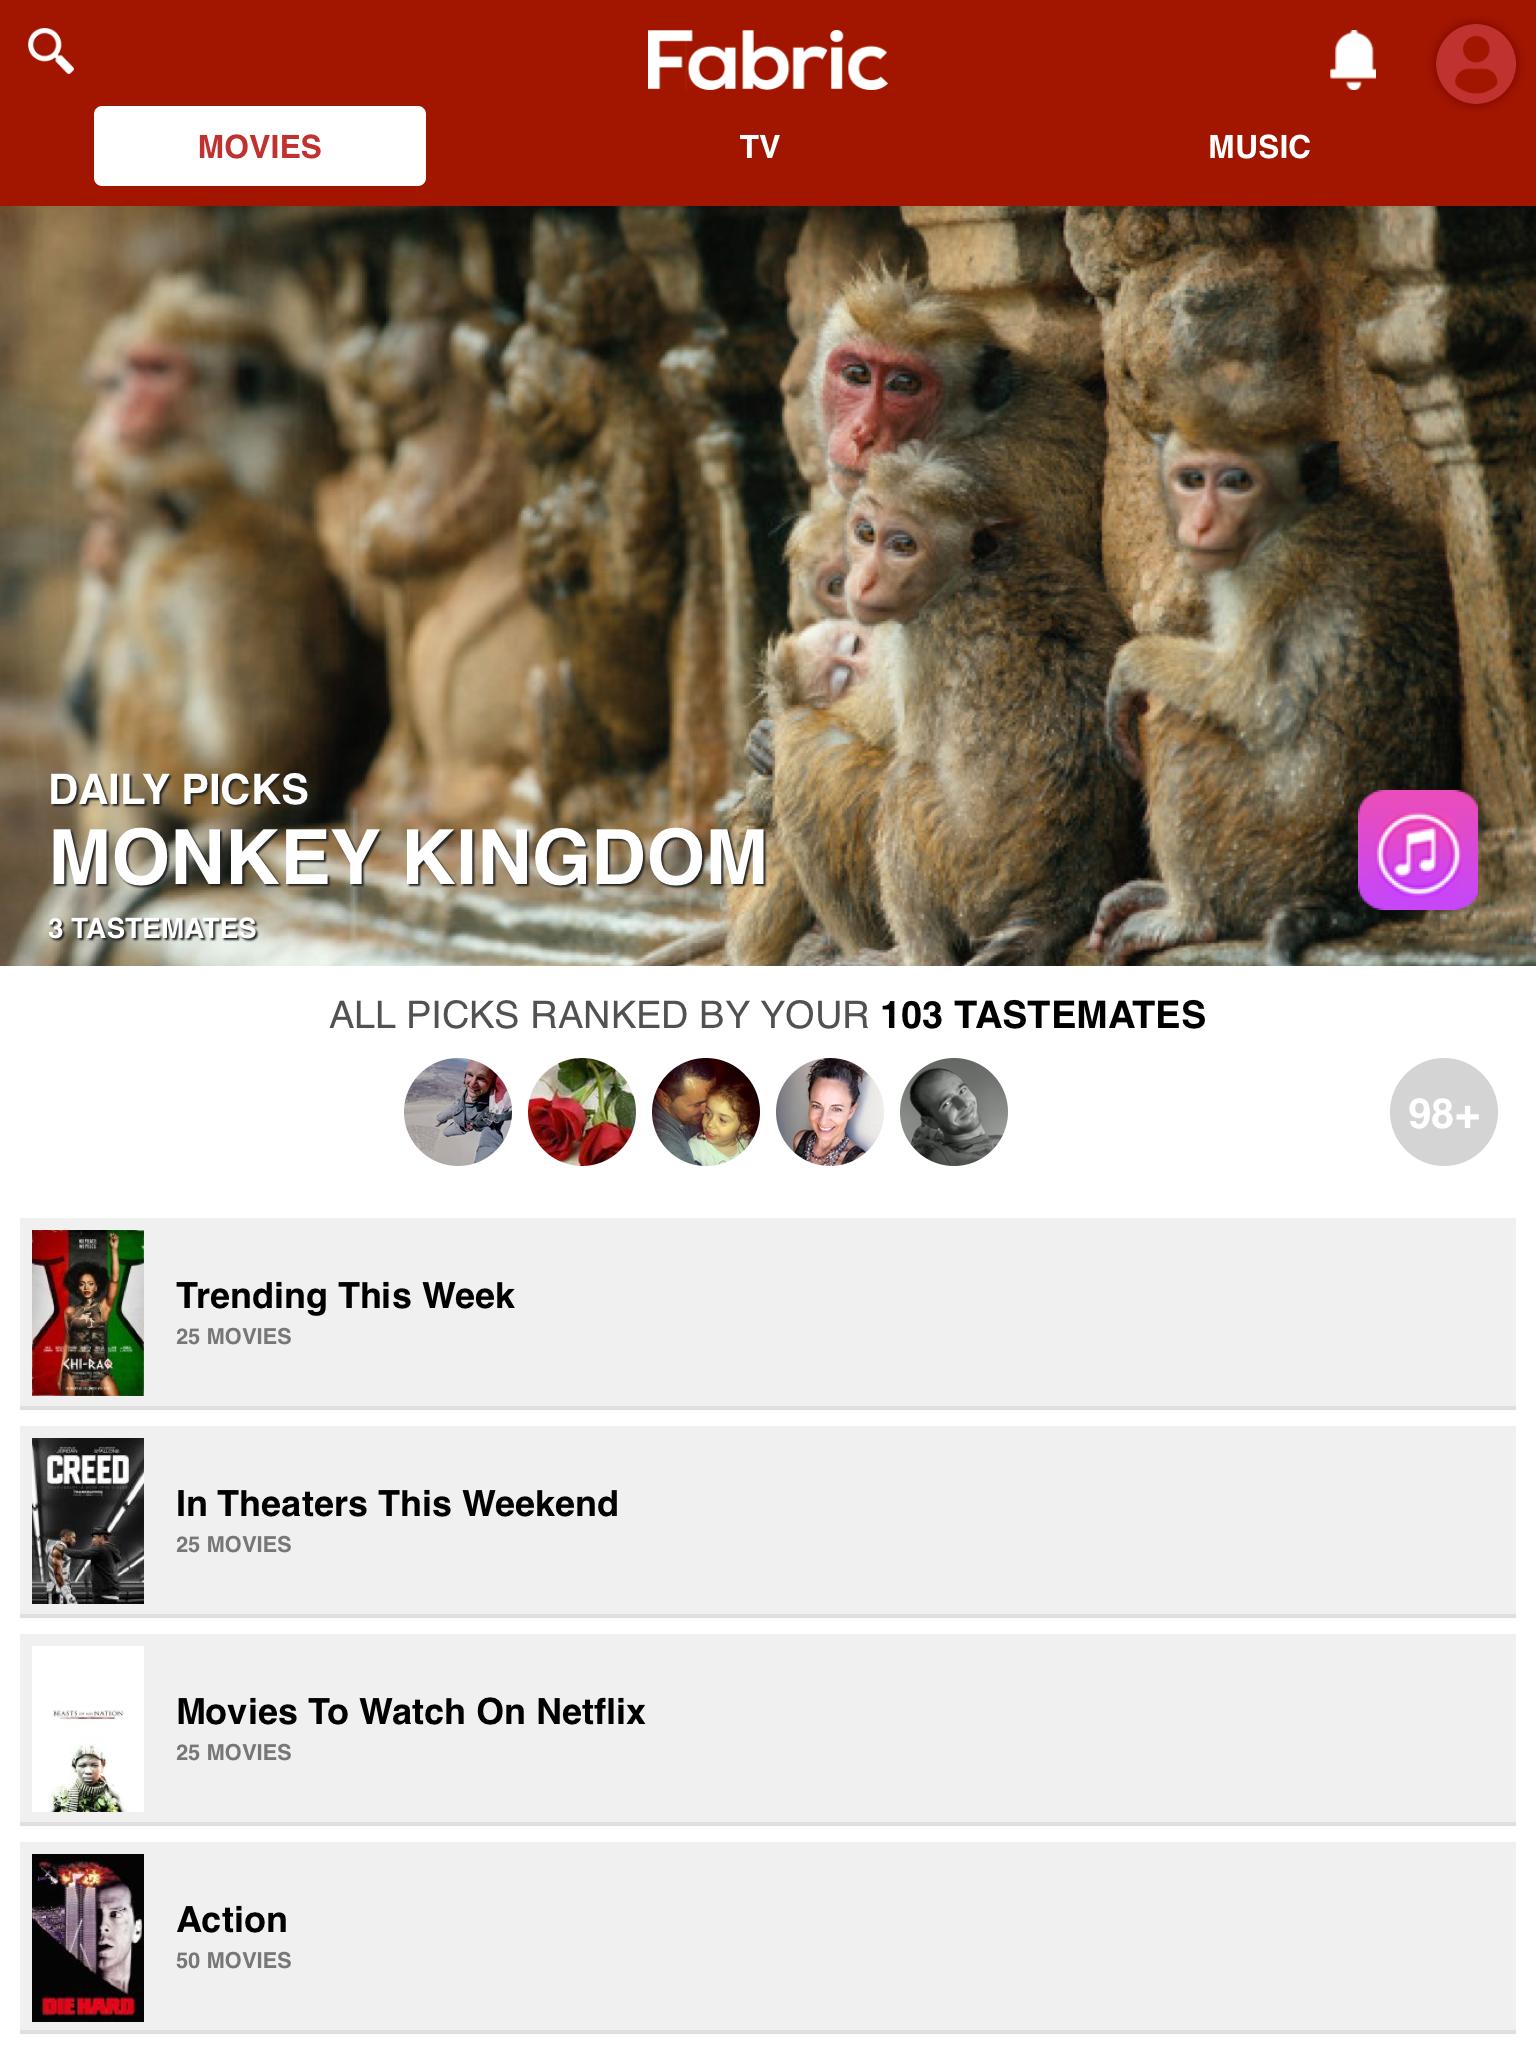 Fabric
MOVIES
TV
MUSIC
DAILY PICKS
MONKEY KINGDOM
3 TASTEMATES
ALL PICKS RANKED BY YOUR 103 TASTEMATES
98+
CHI-RAQ
Trending This Week
25 MOVIES
JORDAN STALLONE
CREED
In Theaters This Weekend
25 MOVIES
BEASTS OF NO NATION
Movies To Watch On Netflix
25 MOVIES
DIE HARD
Action
50 MOVIES